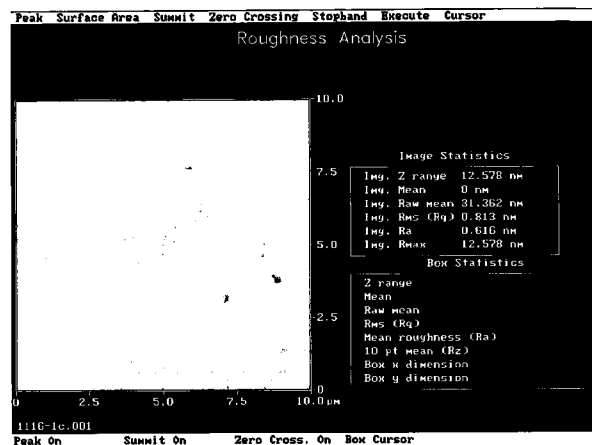 Peak Surface Area Summit Zero Crossing Stopband Execute Cursor
Roughness Analysis
10.0
7.5
5.0
2.5
0
0 2.5 5.0 7.5 10.0 μm
Image Statistics
Img. Z range 12.578 nm
Img. Mean 0 nm
Img. Raw mean 31.362 nm
Img. Rms (Rq) 0.813 nm
Img. Ra 0.616 nm
Img. Rmax 12.578 nm
Box Statistics
Z range
Mean
Raw mean
Rms (Rq)
Mean roughness (Ra)
10 pt mean (Rz)
Box x dimension
Box y dimension
1116-1c.001
Peak On Summit On Zero Cross. On Box Cursor